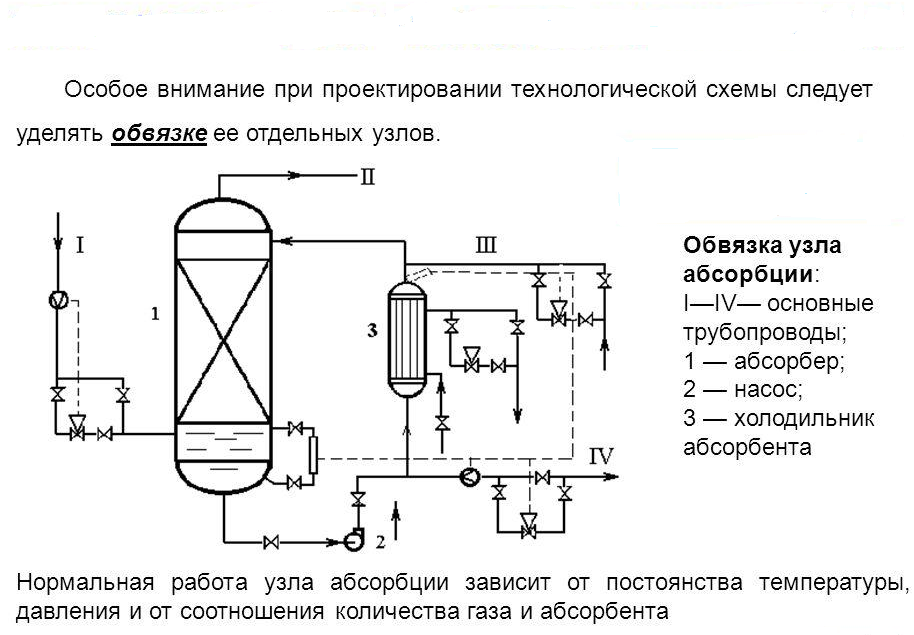 Особое внимание при проектировании технологической схемы следует
уделять обвязке ее отдельных узлов.
II
I
III
1
3
IV
2
Обвязка узла
абсорбции:
I—IV— основные
трубопроводы;
1 — абсорбер;
2 — насос;
3 — холодильник
абсорбента
Нормальная работа узла абсорбции зависит от постоянства температуры,
давления и от соотношения количества газа и абсорбента